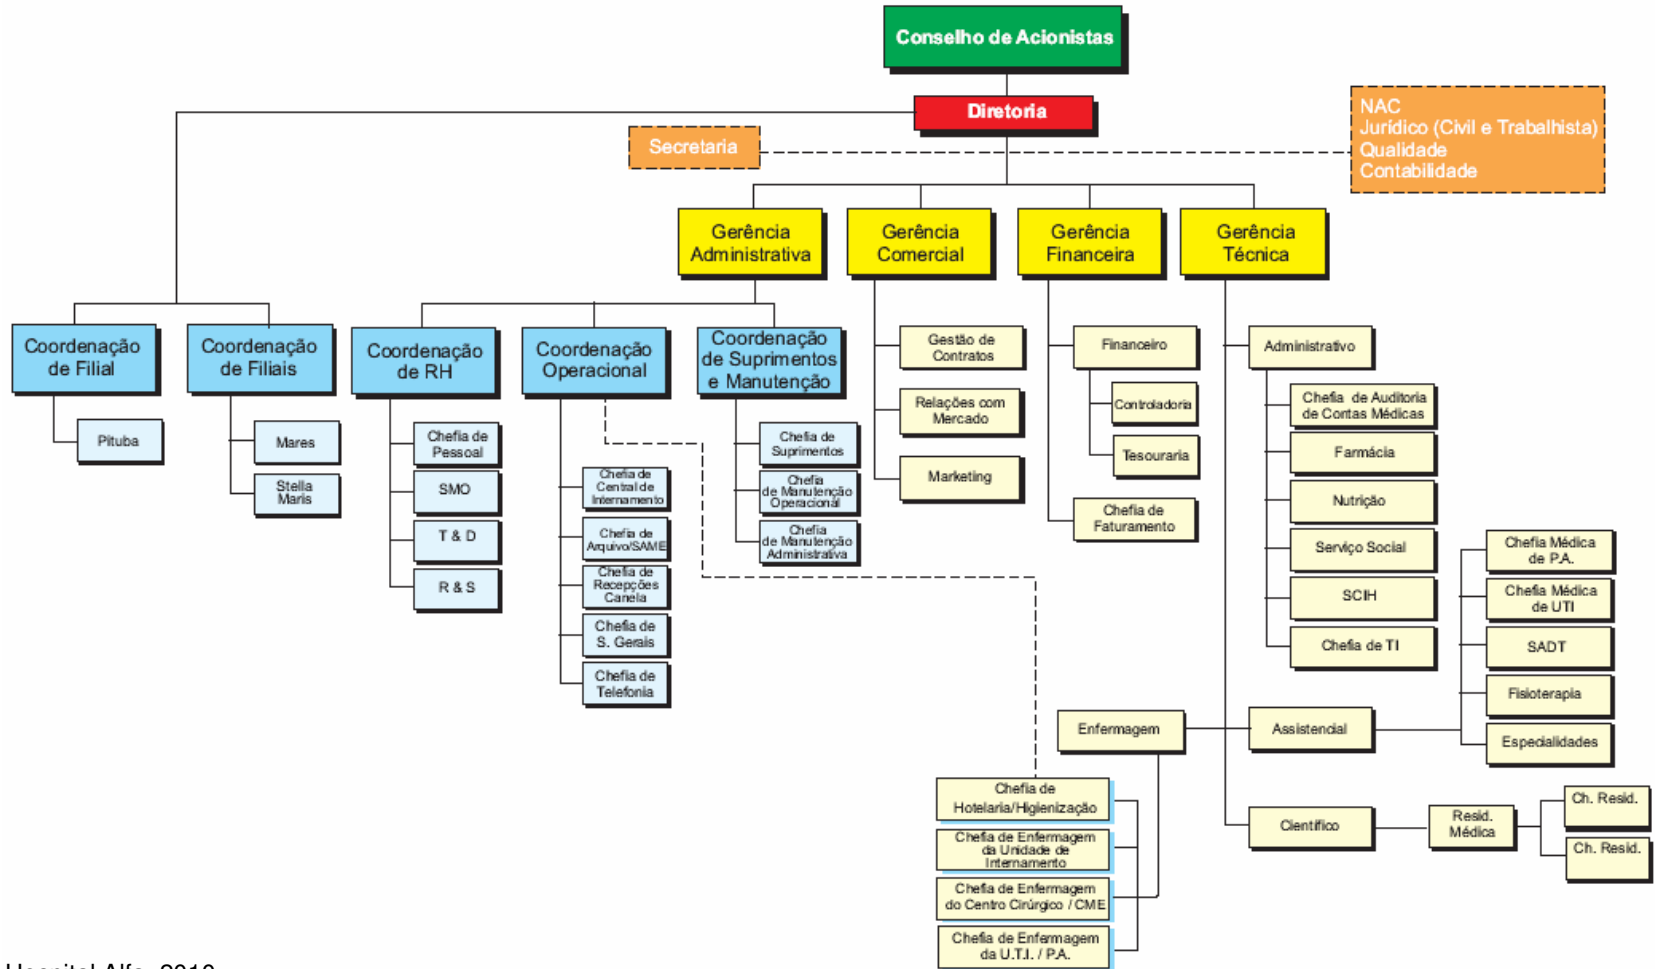 Conselho de Acionistas
Diretoria
NAC
Jurídico (Civil e Trabalhista)
Qualidade
Contabilidade
Secretaria
Gerência
Administrativa
Gerência
Comercial
Gerência
Financeira
Gerência
Técnica
Coordenação
de Filial
Coordenação
de Filiais
Coordenação
de RH
Coordenação
Operacional
Coordenação
de Suprimentos
e Manutenção
Pituba
Mares
Stella
Maris
Chefia de
Pessoal
SMO
T & D
R & S
Chefia de
Central de
Internamento
Chefia de
Arquivo/SAME
Chefia de
Recepções
Canela
Chefia de
S. Gerais
Chefia de
Telefonia
Chefia de
Suprimentos
Chefia
de Manutenção
Operacional
Chefia
de Manutenção
Administrativa
Gestão de
Contratos
Relações com
Mercado
Marketing
Financeiro
Controladoria
Tesouraria
Chefia de
Faturamento
Administrativo
Chefia de Auditoria
de Contas Médicas
Farmácia
Nutrição
Serviço Social
SCIH
Chefia de TI
Chefia Médica
de P.A.
Chefia Médica
de UTI
SADT
Fisioterapia
Especialidades
Enfermagem
Assistencial
Chefia de
Hotelaria/Higienização
Chefia de Enfermagem
da Unidade de
Internamento
Chefia de Enfermagem
do Centro Cirúrgico / CME
Chefia de Enfermagem
da U.T.I. / P.A.
Científico
Resid.
Médica
Ch. Resid.
Ch. Resid.
Hospital Alfa, 2010